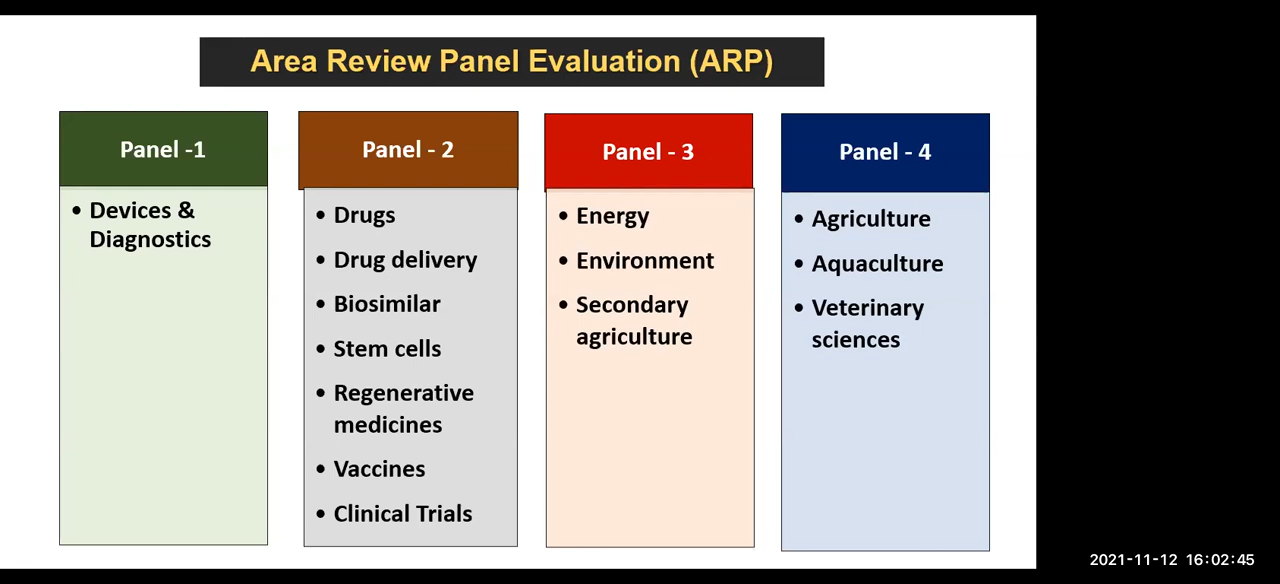 Area Review Panel Evaluation (ARP)
Panel -1
• Devices &
Diagnostics
Panel - 2
• Drugs
• Drug delivery
• Biosimilar
• Stem cells
• Regenerative
medicines
• Vaccines
• Clinical Trials
Panel - 3
• Energy
• Environment
• Secondary
agriculture
Panel - 4
• Agriculture
• Aquaculture
• Veterinary
sciences
2021-11-12 16:02:45